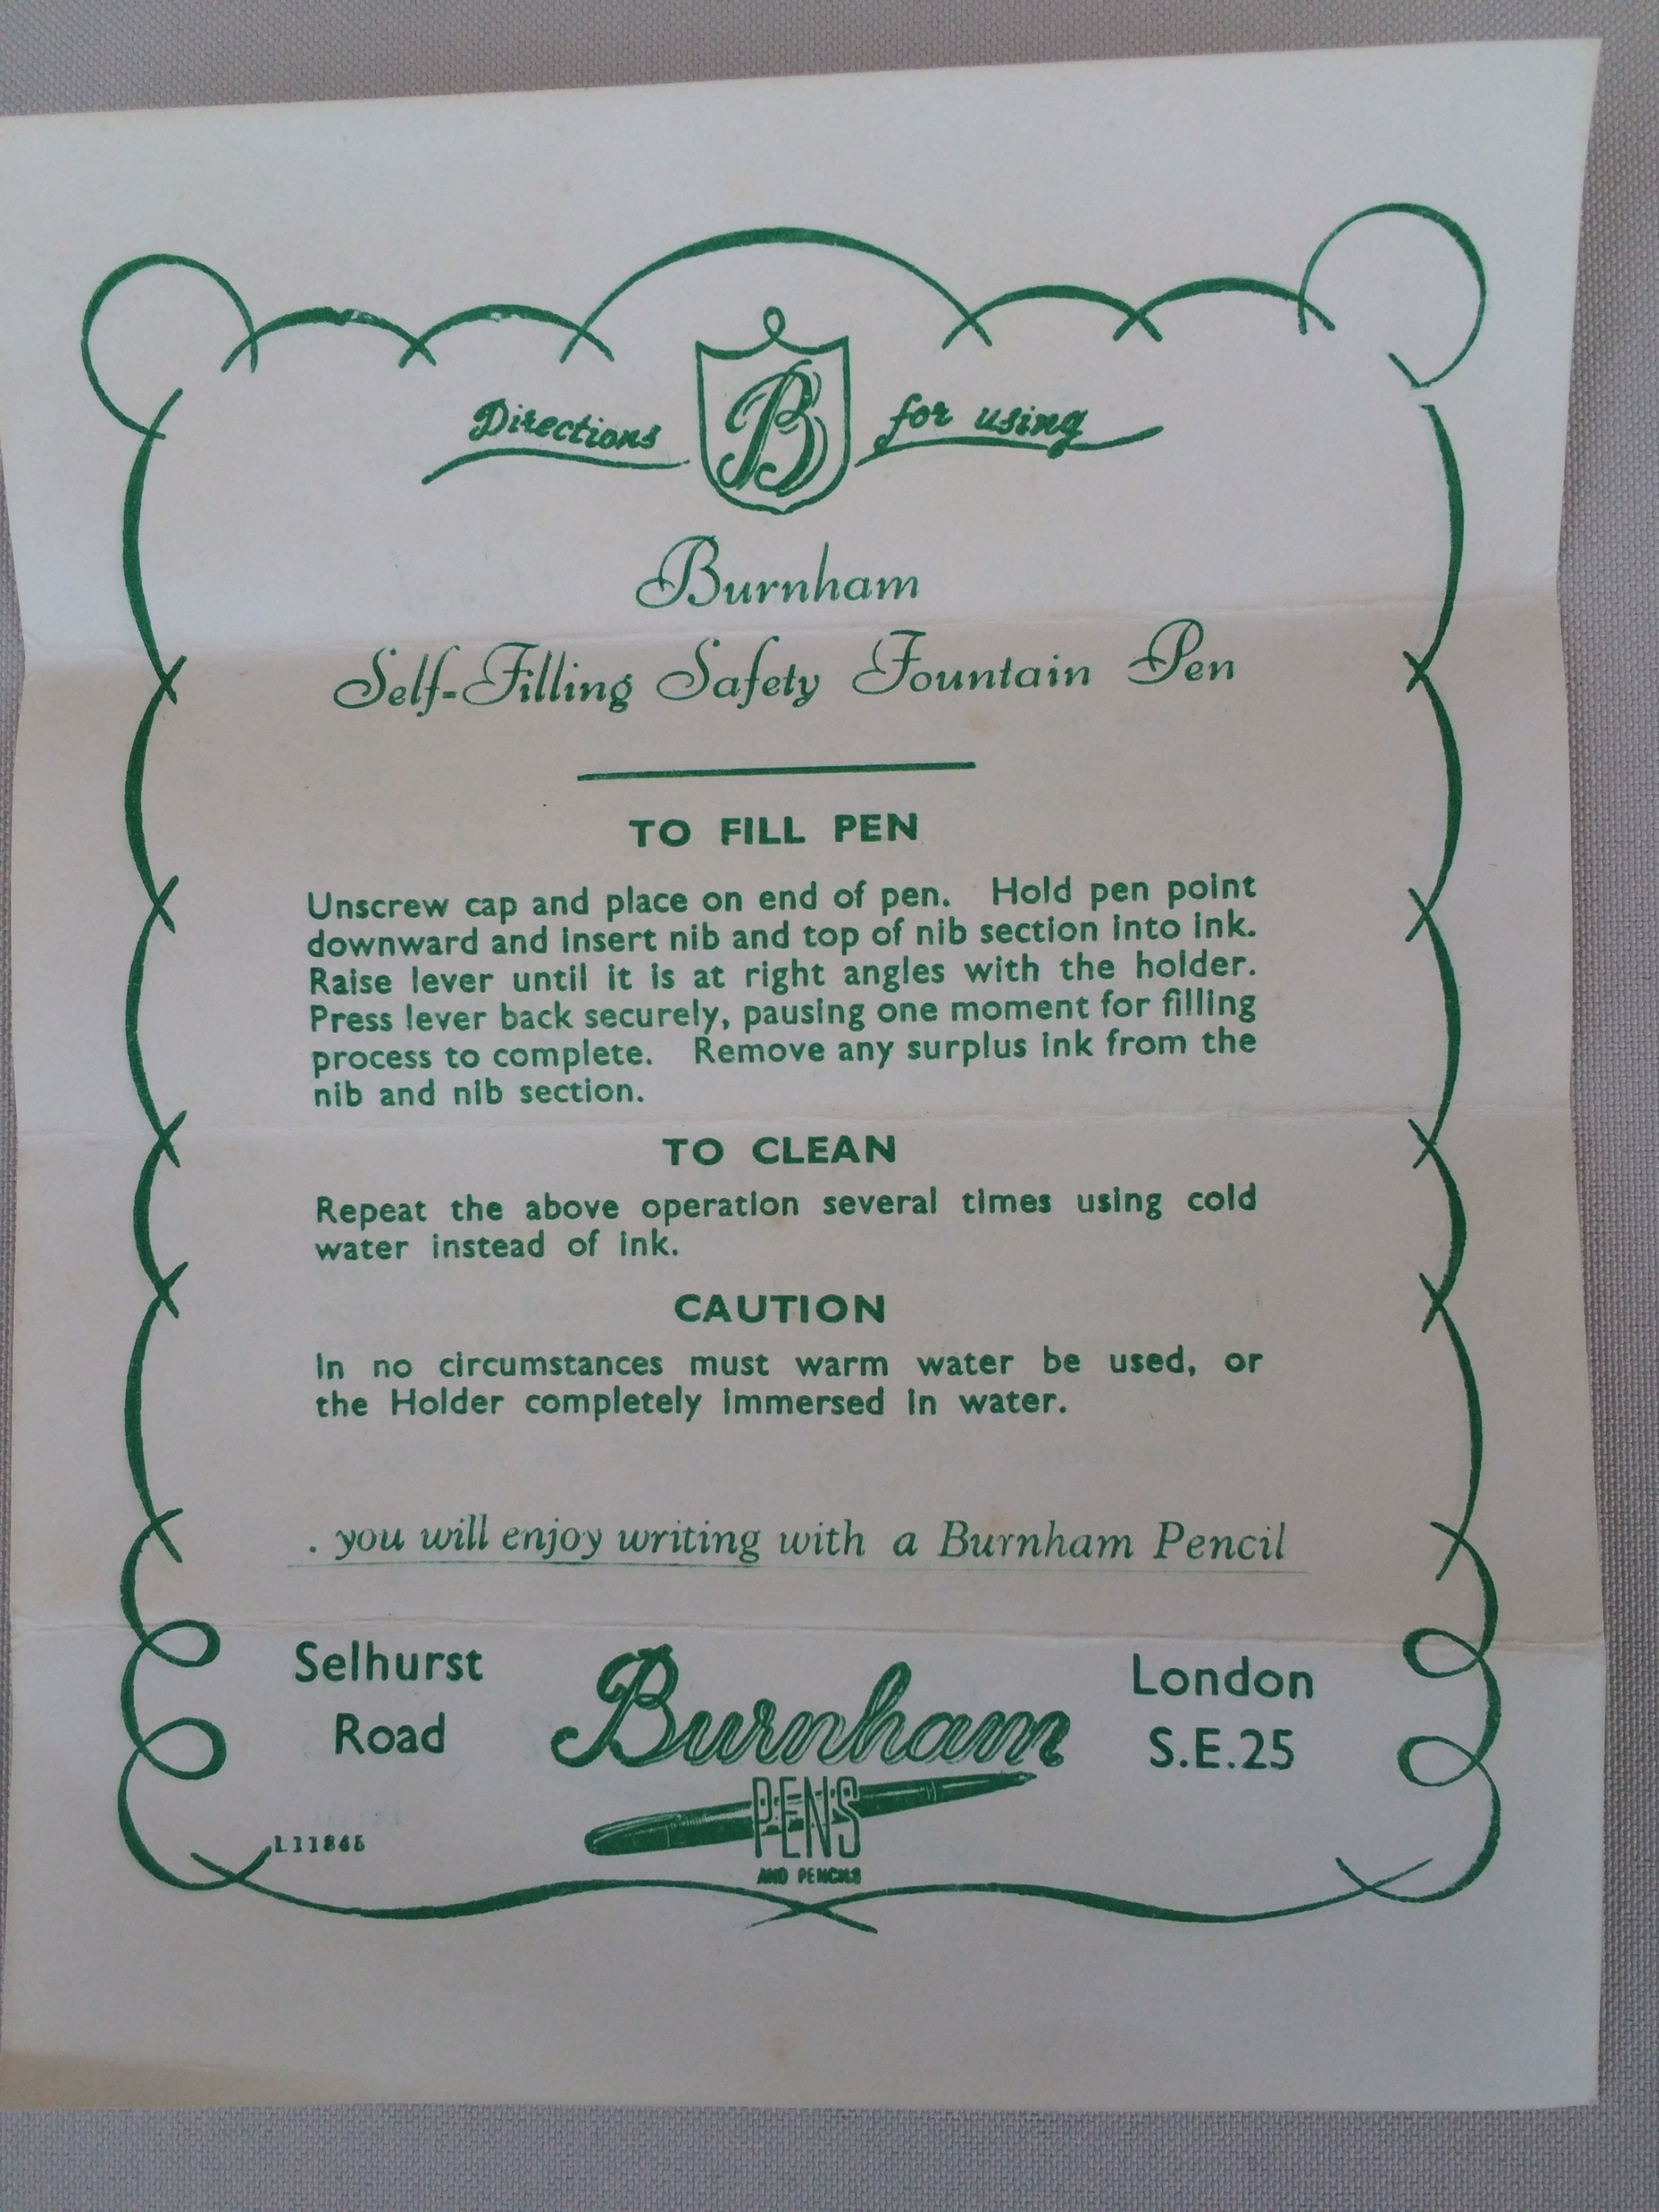 Directions B for using
Burnham
Self-Filling Safety Fountain Pen
TO FILL PEN
Unscrew cap and place on end of pen. Hold pen point
downward and insert nib and top of nib section into ink.
Raise lever until it is at right angles with the holder.
Press lever back securely, pausing one moment for filling
process to complete. Remove any surplus ink from the
nib and nib section.
TO CLEAN
Repeat the above operation several times using cold
water instead of ink.
CAUTION
In no circumstances must warm water be used, or
the Holder completely immersed in water.
. you will enjoy writing with a Burnham Pencil
Selhurst
Road
Burnham
PENS
AND PENCILS
London
S.E.25
L11846